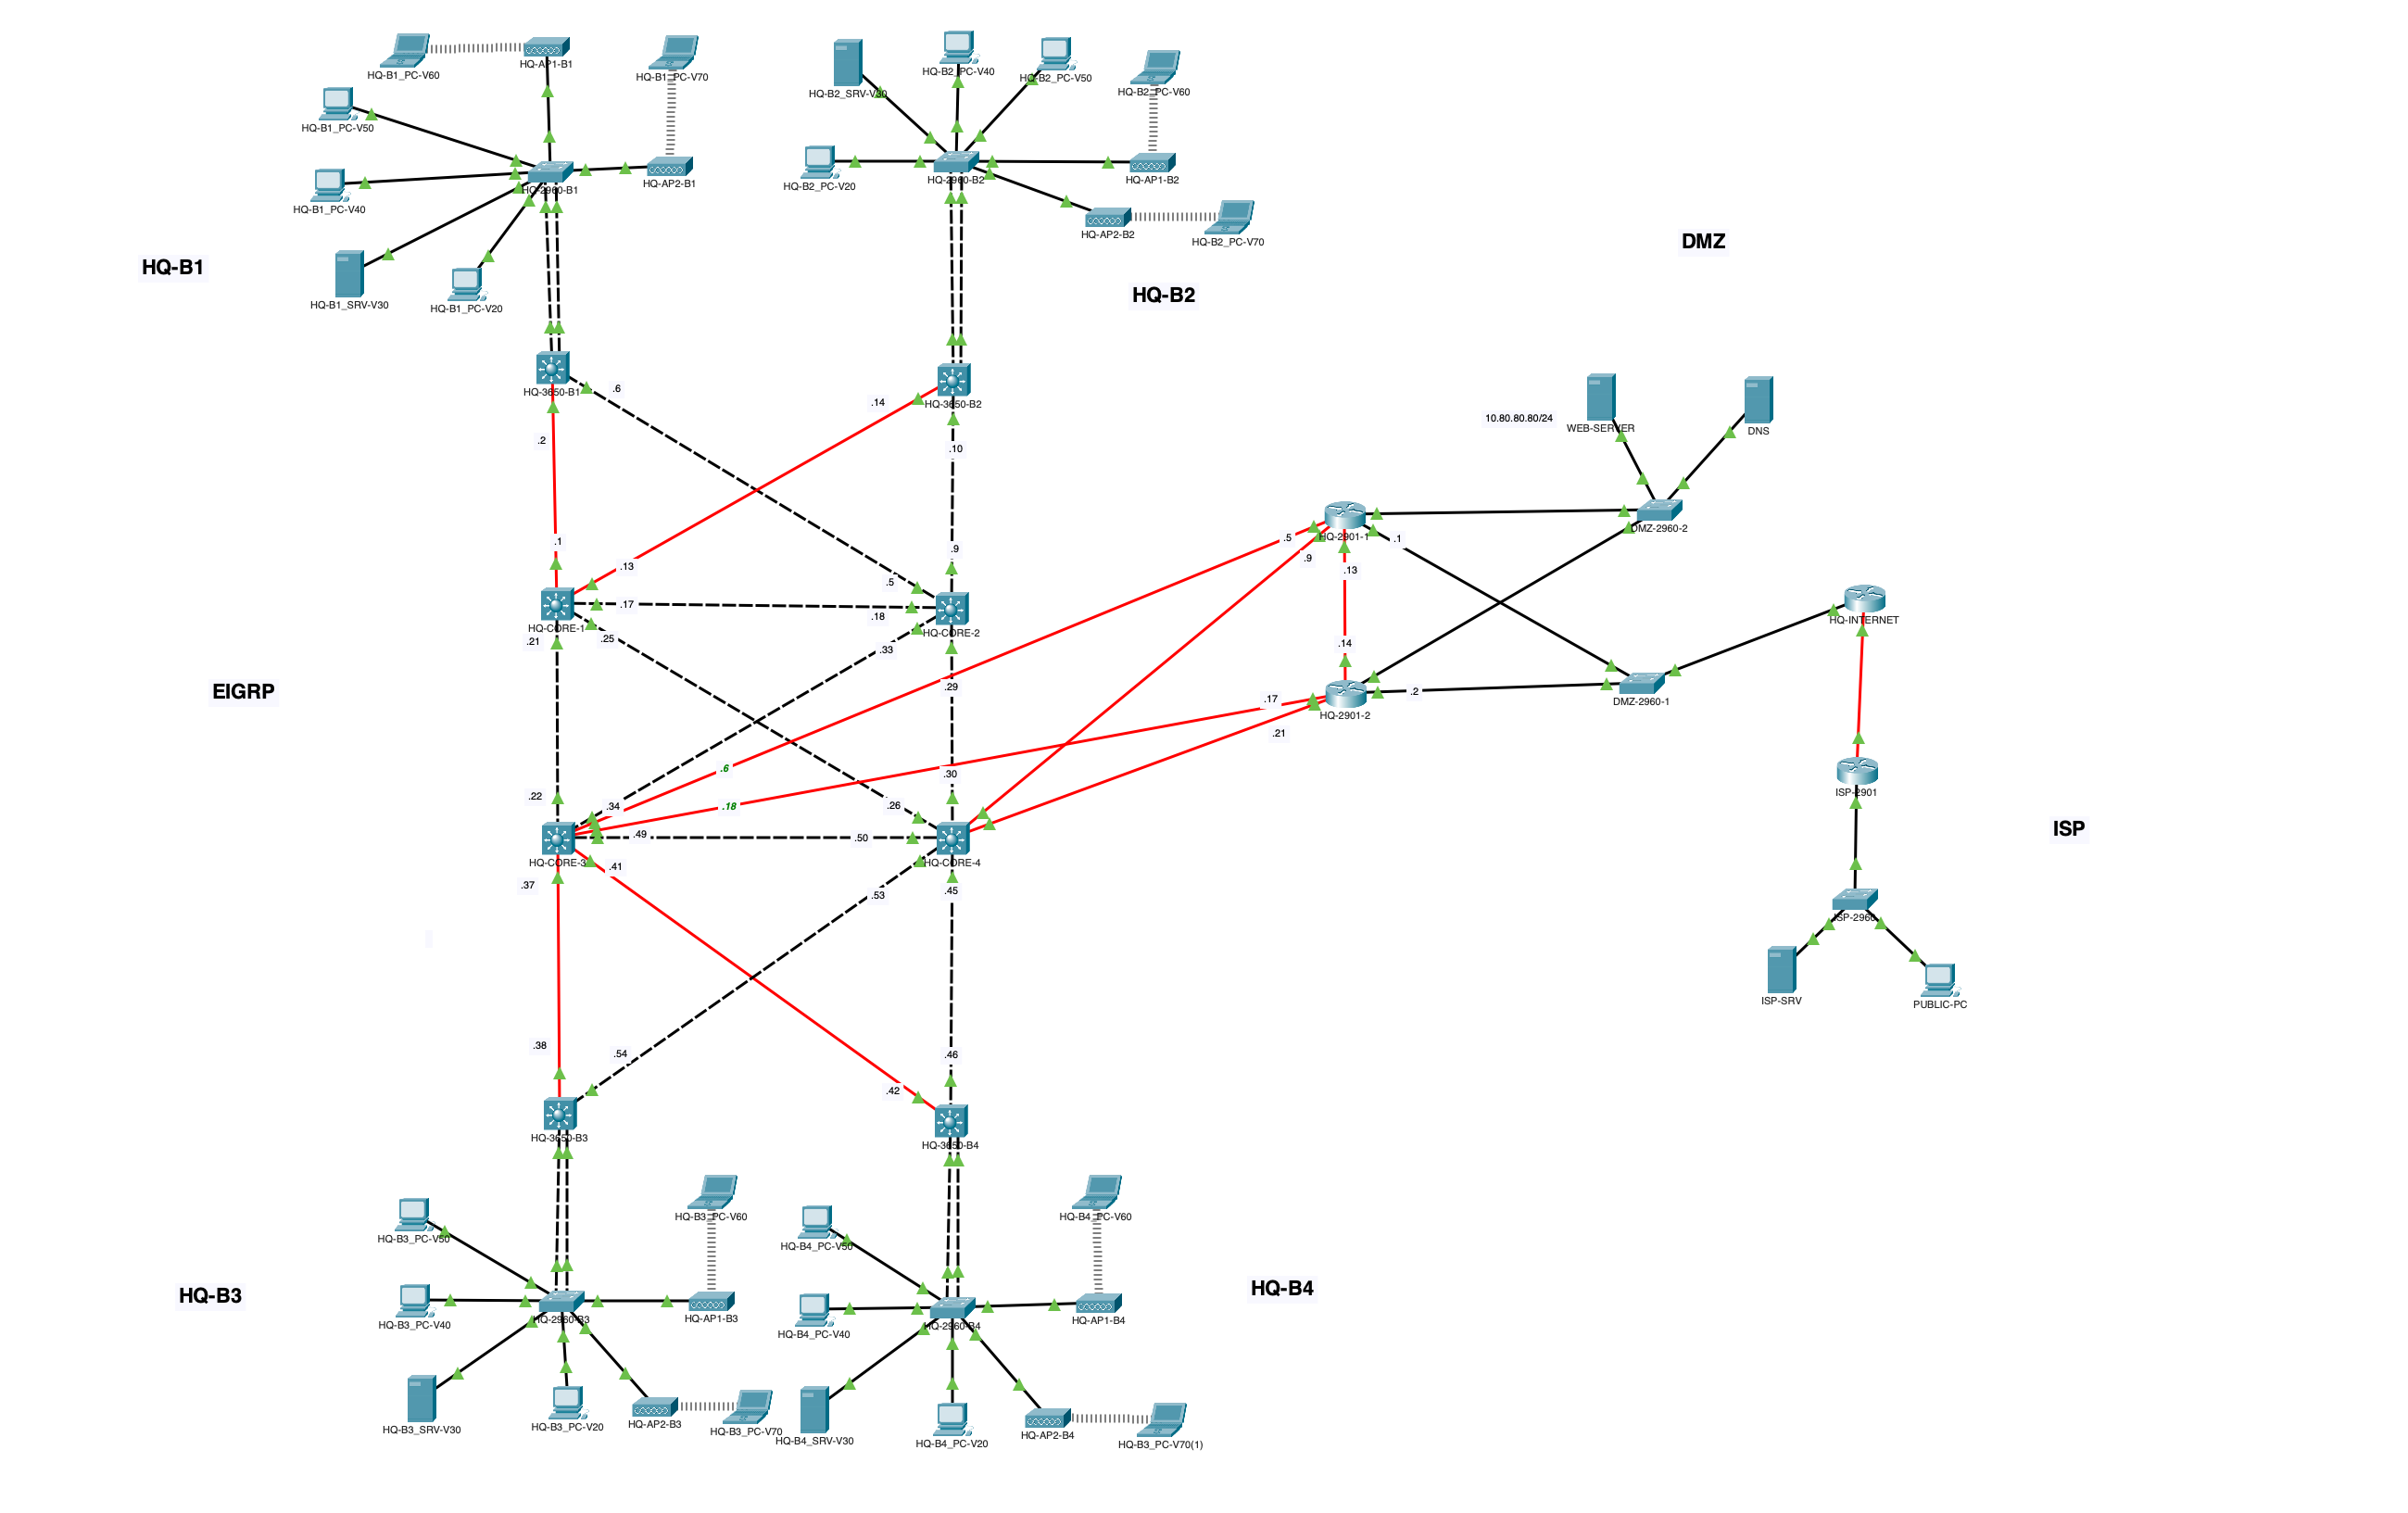 HQ-B1_PC-V60
HQ-AP1-B1
HQ-B1_PC-V70
HQ-B1_PC-V50
HQ-2960-B1
HQ-AP2-B1
HQ-B1_PC-V40
HQ-B1
HQ-B1_SRV-V30
HQ-B1_PC-V20
HQ-B2_SRV-V30
HQ-B2_PC-V40
HQ-B2_PC-V50
HQ-B2_PC-V60
HQ-B2_PC-V20
HQ-2960-B2
HQ-AP1-B2
HQ-AP2-B2
HQ-B2_PC-V70
HQ-B2
DMZ
HQ-3650-B1
.6
.14
HQ-3650-B2
.2
.10
10.80.80.80/24
WEB-SERVER
DNS
.1
.13
.9
.5
.17
.18
HQ-CORE-1
HQ-CORE-2
.21
.25
.33
.29
.5
HQ-2901-1
.1
.9
.13
DMZ-2960-2
HQ-INTERNET
.14
.17
.2
HQ-2901-2
DMZ-2960-1
.21
EIGRP
.6
.30
.22
.34
.18
.26
.49
.50
HQ-CORE-3
HQ-CORE-4
.41
.37
.53
.45
ISP-2901
ISP
ISP-2960
ISP-SRV
PUBLIC-PC
.38
.54
.46
.42
HQ-3650-B3
HQ-3650-B4
HQ-B3_PC-V50
HQ-B3_PC-V60
HQ-B3
HQ-B3_PC-V40
HQ-2960-B3
HQ-AP1-B3
HQ-B3_SRV-V30
HQ-B3_PC-V20
HQ-AP2-B3
HQ-B3_PC-V70
HQ-B4_PC-V50
HQ-B4_PC-V60
HQ-B4
HQ-B4_PC-V40
HQ-2960-B4
HQ-AP1-B4
HQ-B4_SRV-V30
HQ-B4_PC-V20
HQ-AP2-B4
HQ-B3_PC-V70(1)